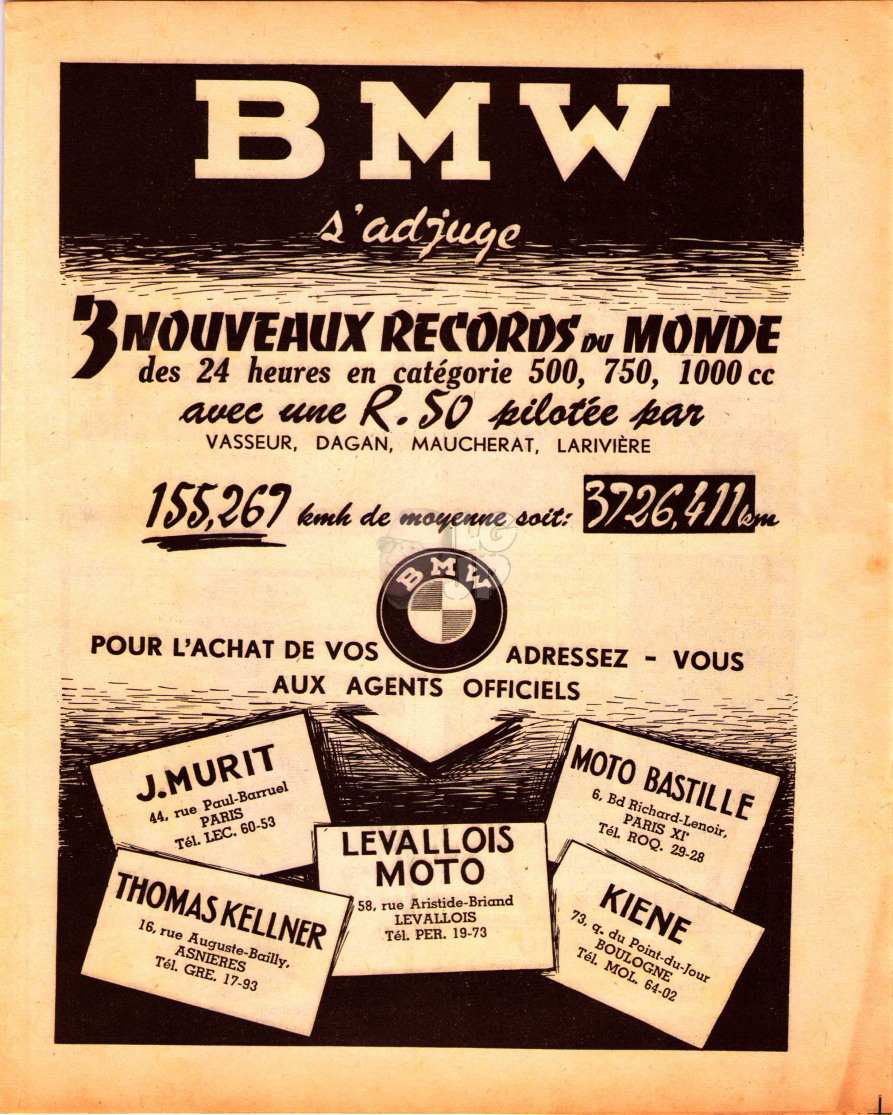 BMW
s'adjuge
3 NOUVEAUX RECORDS DU MONDE
des 24 heures en catégorie 500, 750, 1000 cc
avec une R.50 pilotée par
VASSEUR, DAGAN, MAUCHERAT, LARIVIÈRE
155,267 kmh de moyenne soit: 3726,411 km
BMW
POUR L'ACHAT DE VOS ADRESSEZ - VOUS
AUX AGENTS OFFICIELS
J.MURIT
44, rue Paul-Barruel
PARIS
Tél. LEC. 60-53
MOTO BASTILLE
6, Bd Richard-Lenoir,
PARIS XIᵉ
Tél. ROQ. 29-28
LEVALLOIS
MOTO
58, rue Aristide-Briand
LEVALLOIS
Tél. PER. 19-73
THOMAS KELLNER
16, rue Auguste-Bailly,
ASNIERES
Tél. GRE. 17-93
KIENE
73, q. du Point-du-Jour
BOULOGNE
Tél. MOL. 64-02